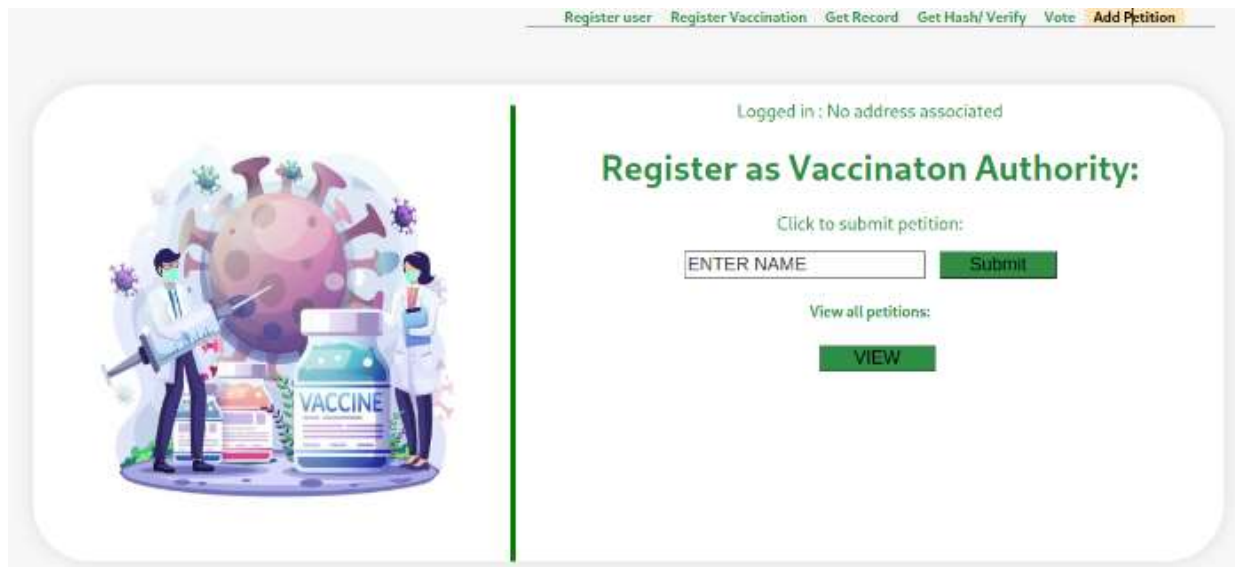 Register user Register Vaccination Get Record Get Hash/ Verify Vote Add Petition
Logged in : No address associated
Register as Vaccinaton Authority:
Click to submit petition:
ENTER NAME Submit
View all petitions:
VIEW
VACCINE